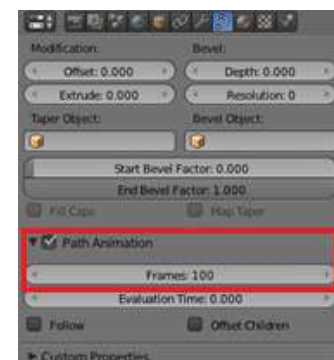 Modification: Bevel:
Offset: 0.000 Depth: 0.000
Extrude: 0.000 Resolution: 0
Taper Object: Bevel Object:
Start Bevel Factor: 0.000
End Bevel Factor: 1.000
Fill Caps Map Taper
Path Animation
Frames: 100
Evaluation Time: 0.000
Follow Offset Children
Custom Properties